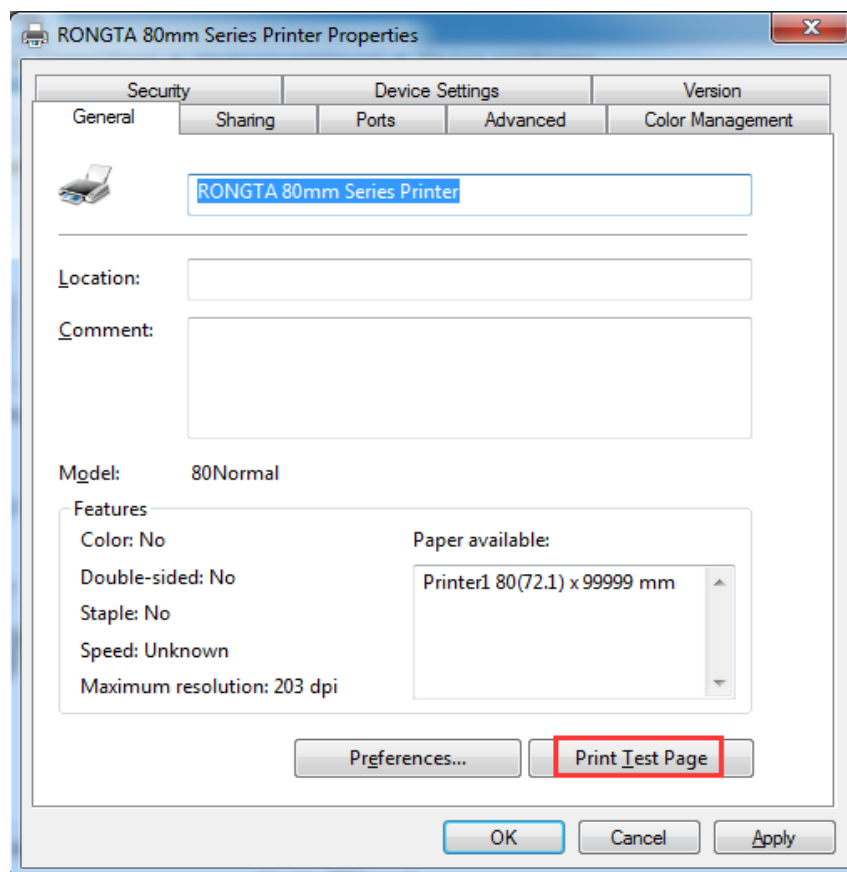 RONGTA 80mm Series Printer Properties
Security Device Settings Version
General Sharing Ports Advanced Color Management
RONGTA 80mm Series Printer
Location:
Comment:
Model: 80Normal
Features
Color: No Paper available:
Double-sided: No Printer1 80(72.1) x 99999 mm
Staple: No
Speed: Unknown
Maximum resolution: 203 dpi
Preferences... Print Test Page
OK Cancel Apply